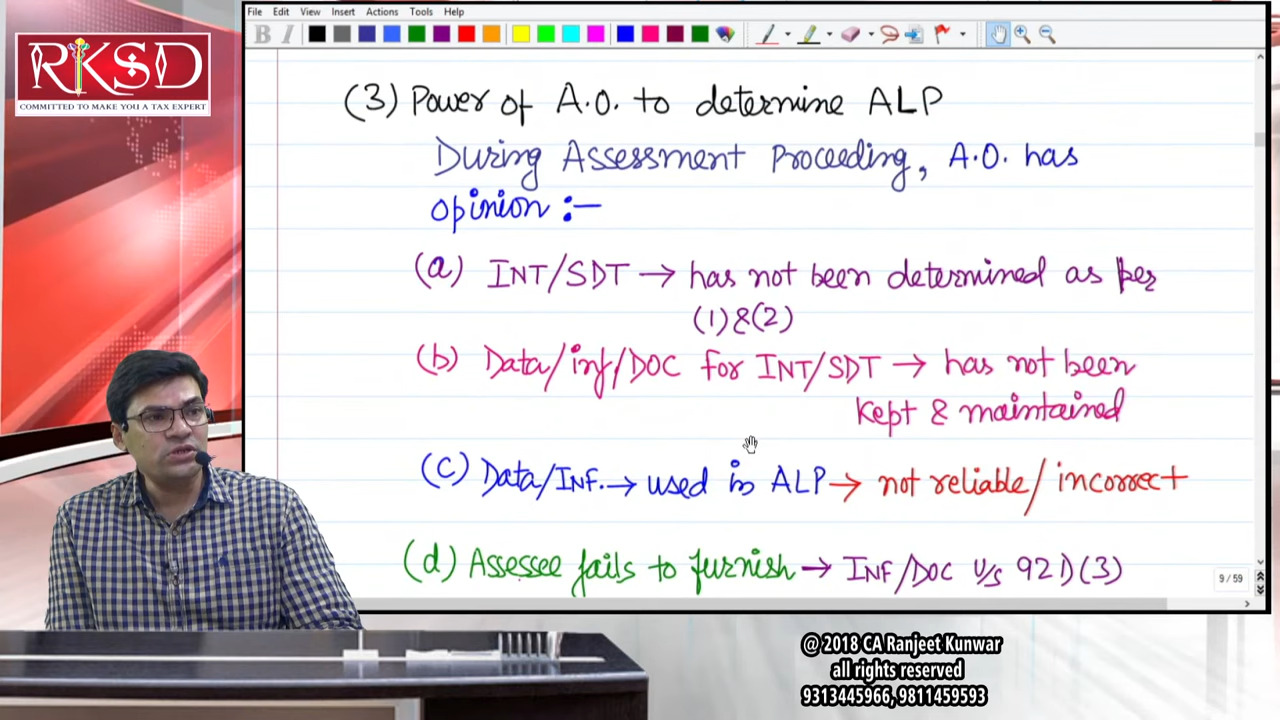 File Edit View Insert Actions Tools Help
B I
RKSD
COMMITTED TO MAKE YOU A TAX EXPERT
(3) Power of A.O. to determine ALP
During Assessment Proceeding, A.O. has
opinion :-
(a) INT/SDT → has not been determined as per
(1) & (2)
(b) Data/inf/DOC for INT/SDT → has not been
kept & maintained
(c) Data/INF. → used in ALP → not reliable/incorrect
(d) Assessee fails to furnish → INF/DOC U/S 92D(3)
9 / 59
@ 2018 CA Ranjeet Kunwar
all rights reserved
9313445966, 9811459593